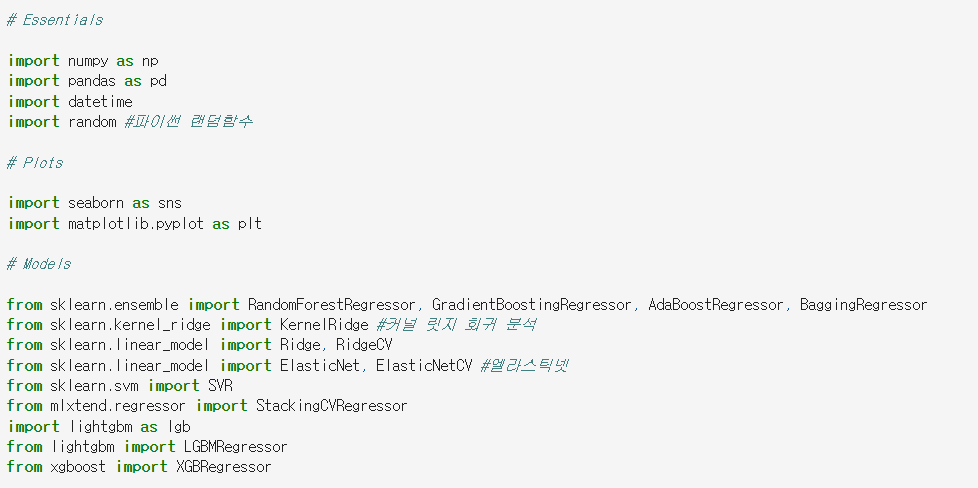 # Essentials
import numpy as np
import pandas as pd
import datetime
import random #파이썬 랜덤함수
# Plots
import seaborn as sns
import matplotlib.pyplot as plt
# Models
from sklearn.ensemble import RandomForestRegressor, GradientBoostingRegressor, AdaBoostRegressor, BaggingRegressor
from sklearn.kernel_ridge import KernelRidge #커널 릿지 회귀 분석
from sklearn.linear_model import Ridge, RidgeCV
from sklearn.linear_model import ElasticNet, ElasticNetCV #엘라스틱넷
from sklearn.svm import SVR
from mlxtend.regressor import StackingCVRegressor
import lightgbm as lgb
from lightgbm import LGBMRegressor
from xgboost import XGBRegressor